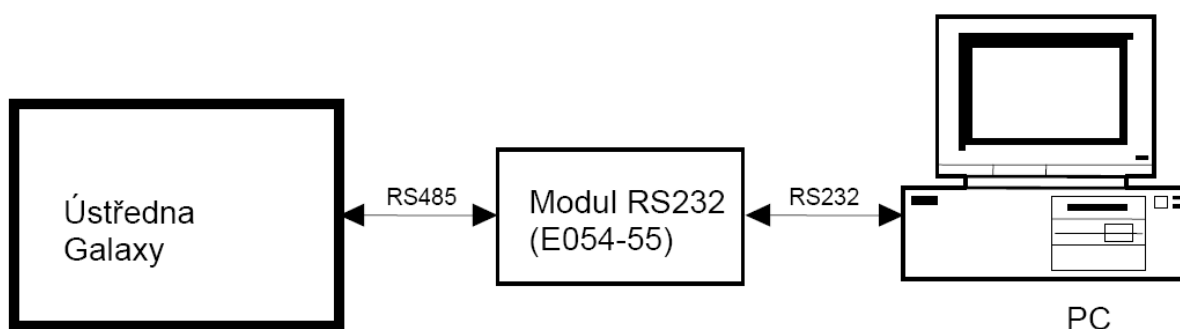 Ústředna
Galaxy
RS485
Modul RS232
(E054-55)
RS232
PC